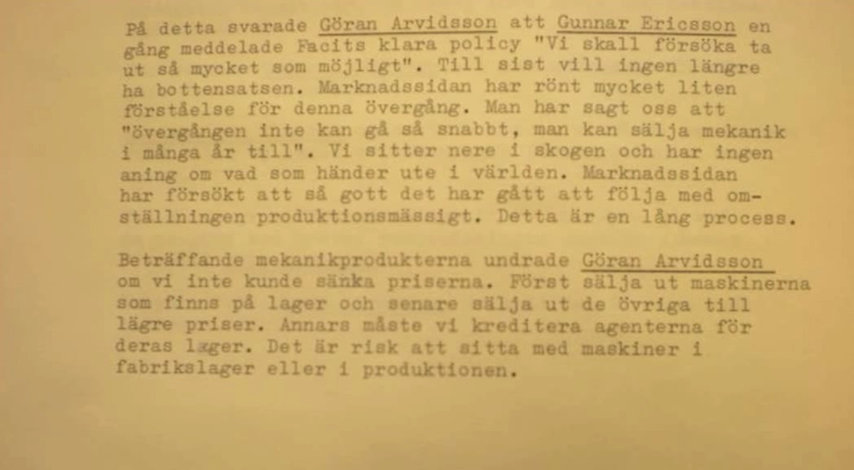 På detta svarade Göran Arvidsson att Gunnar Ericsson en
gång meddelade Facits klara policy "Vi skall försöka ta
ut så mycket som möjligt". Till sist vill ingen längre
ha bottensatsen. Marknadssidan har rönt mycket liten
förståelse för denna övergång. Man har sagt oss att
"övergången inte kan gå så snabbt, man kan sälja mekanik
i många år till". Vi sitter nere i skogen och har ingen
aning om vad som händer ute i världen. Marknadssidan
har försökt att så gott det har gått att följa med om-
ställningen produktionsmässigt. Detta är en lång process.
Beträffande mekanikprodukterna undrade Göran Arvidsson
om vi inte kunde sänka priserna. Först sälja ut maskinerna
som finns på lager och senare sälja ut de övriga till
lägre priser. Annars måste vi kreditera agenterna för
deras lager. Det är risk att sitta med maskiner i
fabrikslager eller i produktionen.